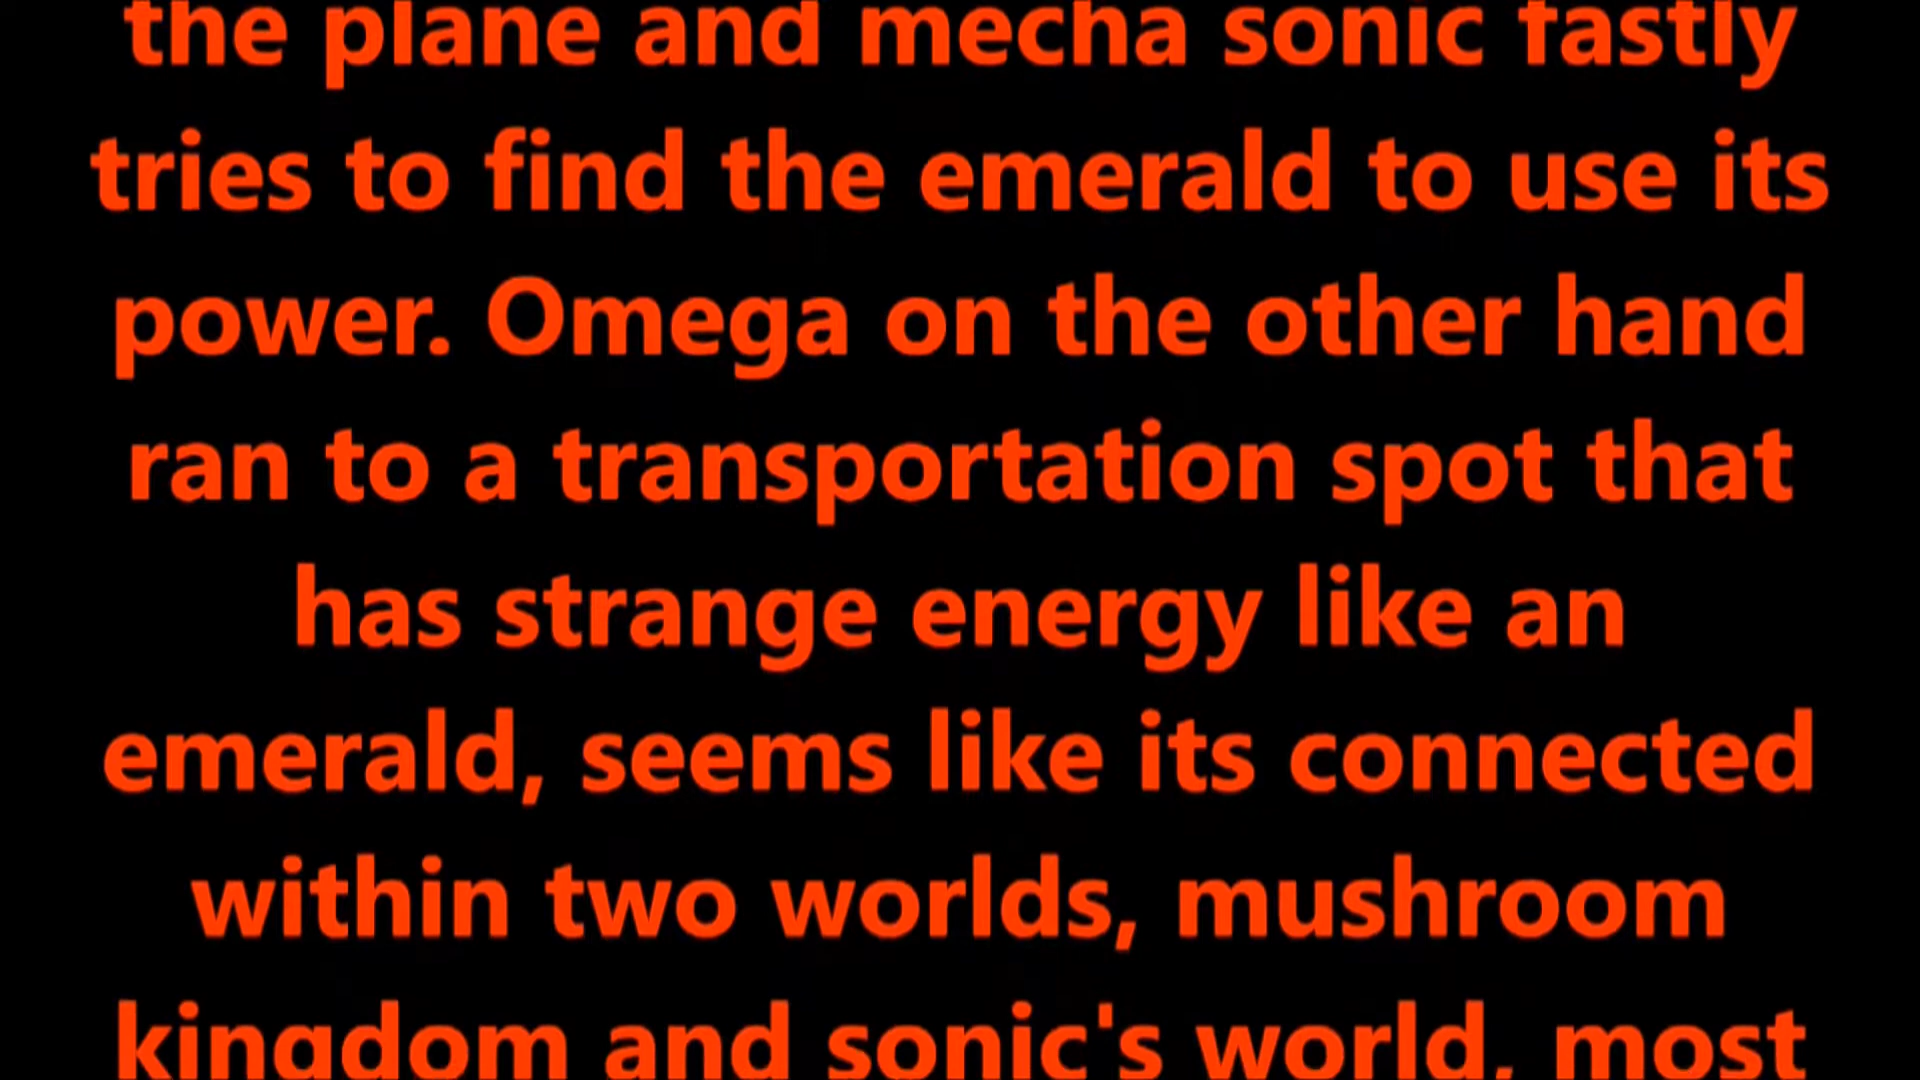 the plane and mecha sonic fastly
tries to find the emerald to use its
power. Omega on the other hand
ran to a transportation spot that
has strange energy like an
emerald, seems like its connected
within two worlds, mushroom
kingdom and sonic's world, most